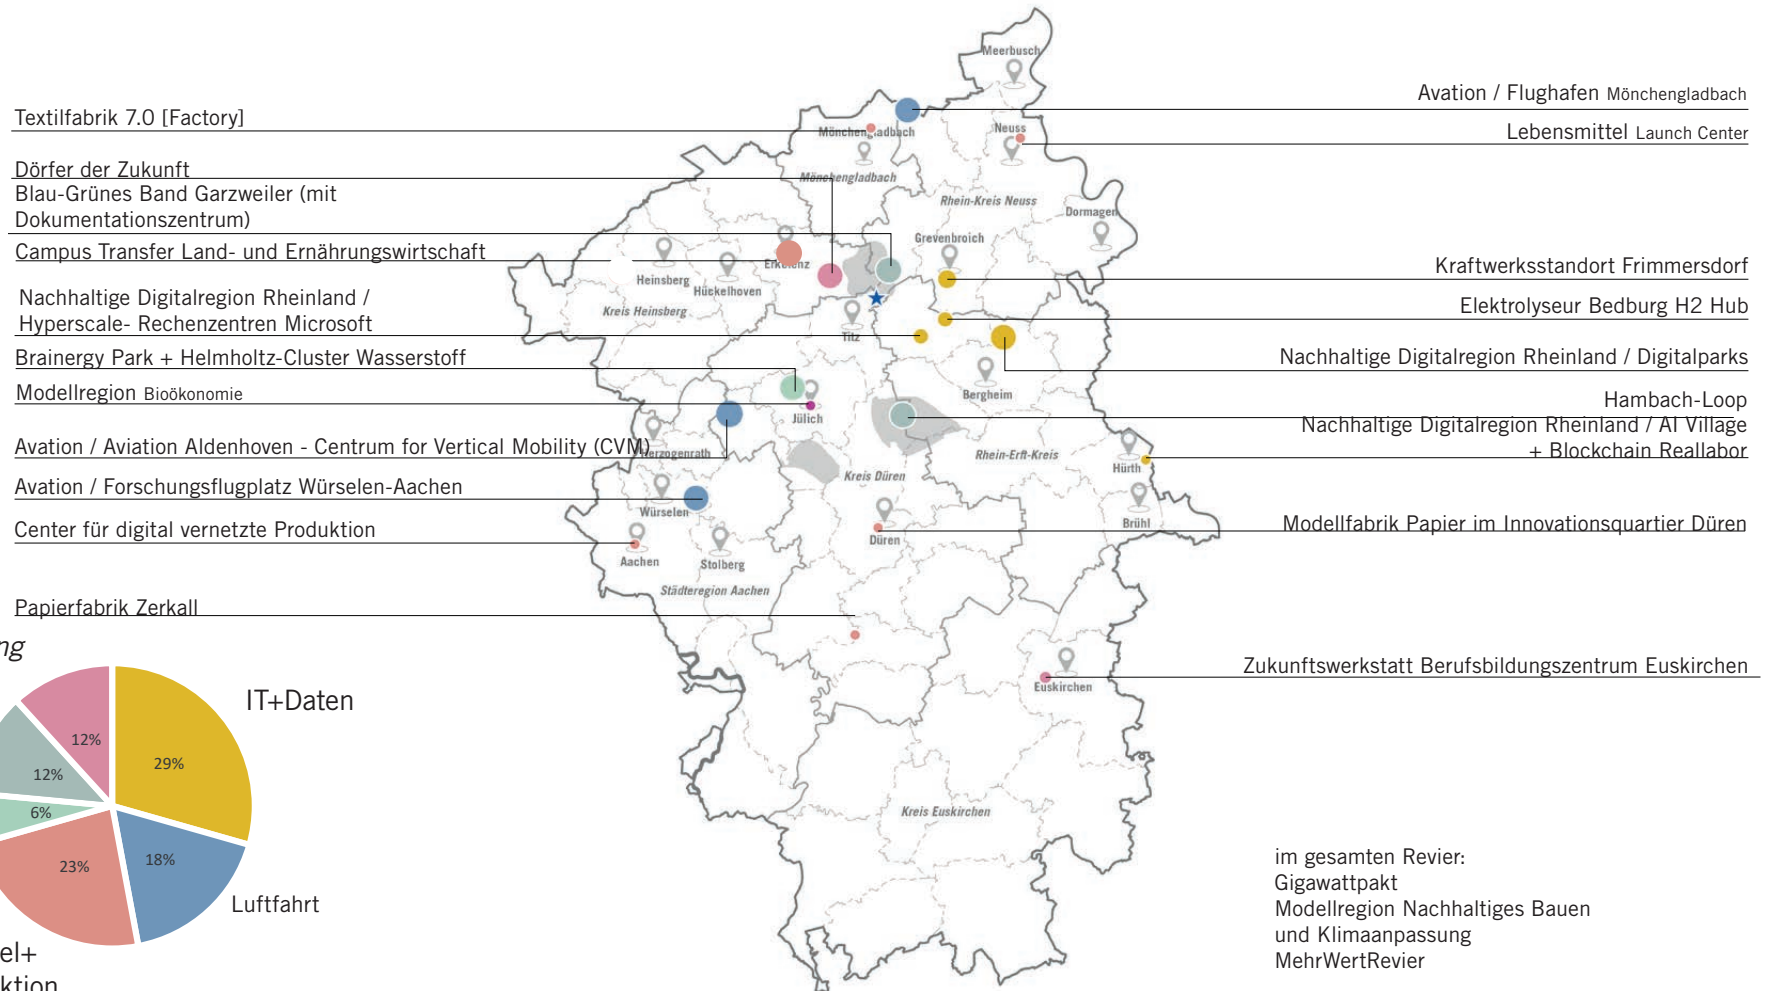 Textilfabrik 7.0 [Factory]
Dörfer der Zukunft
Blau-Grünes Band Garzweiler (mit
Dokumentationszentrum)
Campus Transfer Land- und Ernährungswirtschaft
Nachhaltige Digitalregion Rheinland /
Hyperscale- Rechenzentren Microsoft
Brainergy Park + Helmholtz-Cluster Wasserstoff
Modellregion Bioökonomie
Avation / Aviation Aldenhoven - Centrum for Vertical Mobility (CVM)
Avation / Forschungsflugplatz Würselen-Aachen
Center für digital vernetzte Produktion
Papierfabrik Zerkall
Meerbusch
Mönchengladbach
Neuss
Mönchengladbach
Rhein-Kreis Neuss
Dormagen
Grevenbroich
Erkelenz
Heinsberg
Hückelhoven
Kreis Heinsberg
Titz
Bergheim
Jülich
Herzogenrath
Rhein-Erft-Kreis
Hürth
Kreis Düren
Würselen
Brühl
Düren
Aachen
Stolberg
Städteregion Aachen
Euskirchen
Kreis Euskirchen
Avation / Flughafen Mönchengladbach
Lebensmittel Launch Center
Kraftwerksstandort Frimmersdorf
Elektrolyseur Bedburg H2 Hub
Nachhaltige Digitalregion Rheinland / Digitalparks
Hambach-Loop
Nachhaltige Digitalregion Rheinland / AI Village
+ Blockchain Reallabor
Modellfabrik Papier im Innovationsquartier Düren
Zukunftswerkstatt Berufsbildungszentrum Euskirchen
ng
IT+Daten
12%
29%
12%
6%
23%
18%
Luftfahrt
el+
ktion
im gesamten Revier:
Gigawattpakt
Modellregion Nachhaltiges Bauen
und Klimaanpassung
MehrWertRevier